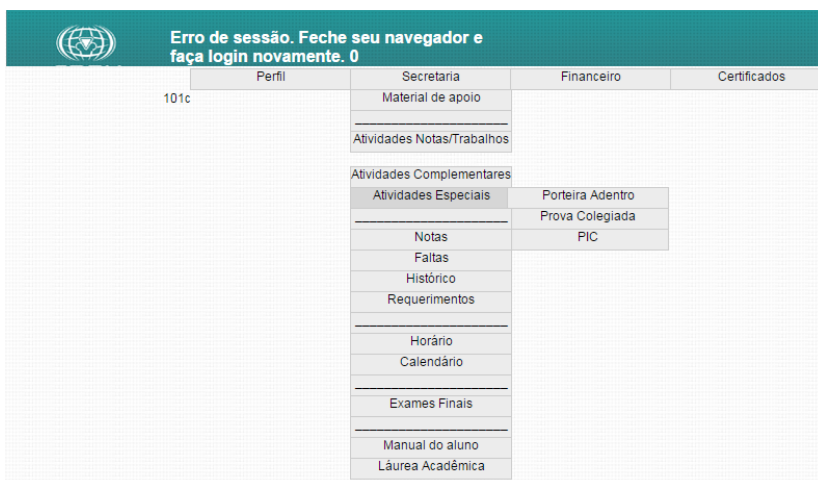 Erro de sessão. Feche seu navegador e
faça login novamente. 0
Perfil Secretaria Financeiro Certificados
101c
Material de apoio
Atividades Notas/Trabalhos
Atividades Complementares
Atividades Especiais Porteira Adentro
Prova Colegiada
Notas PIC
Faltas
Histórico
Requerimentos
Horário
Calendário
Exames Finais
Manual do aluno
Láurea Acadêmica